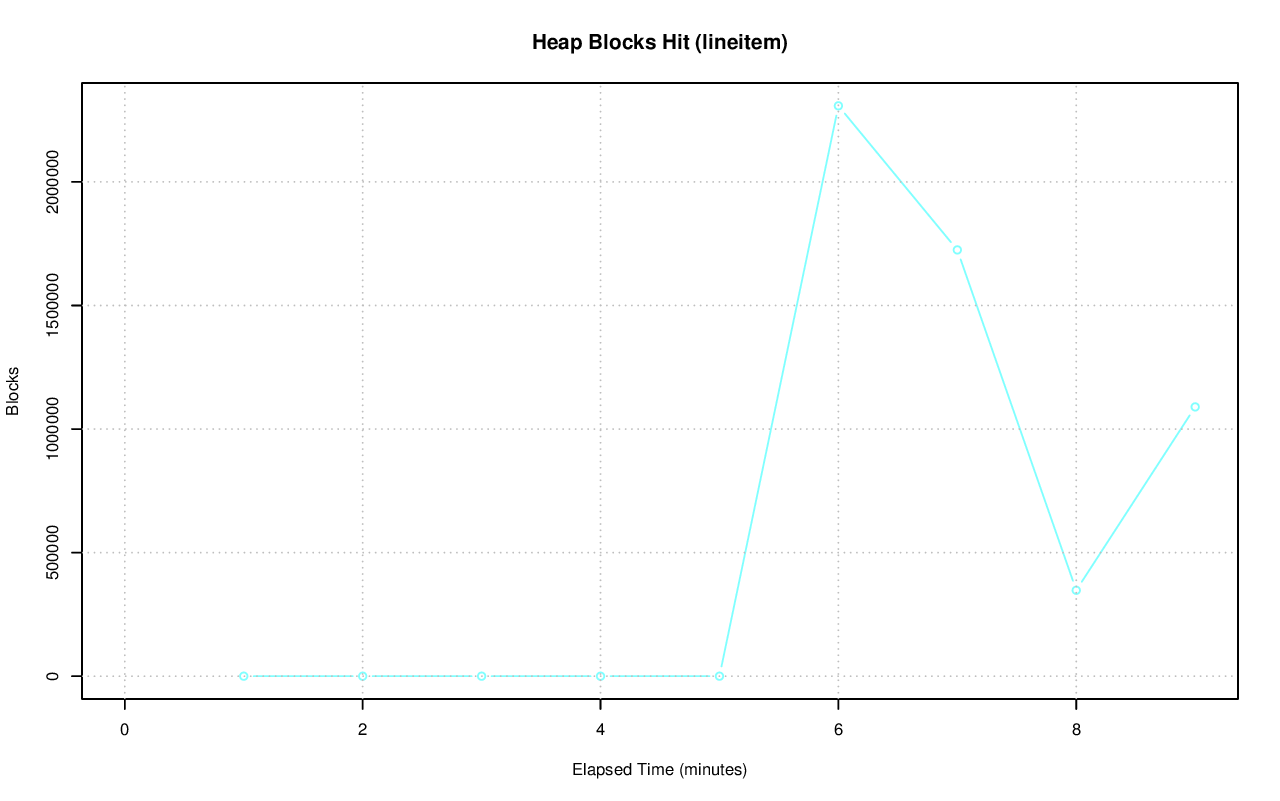 Heap Blocks Hit (lineitem)
Blocks
2000000
1500000
1000000
500000
0
0 2 4 6 8
Elapsed Time (minutes)